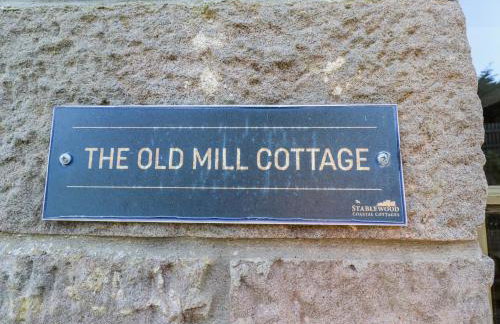 THE OLD MILL COTTAGE
STABLEWOOD
COASTAL COTTAGES